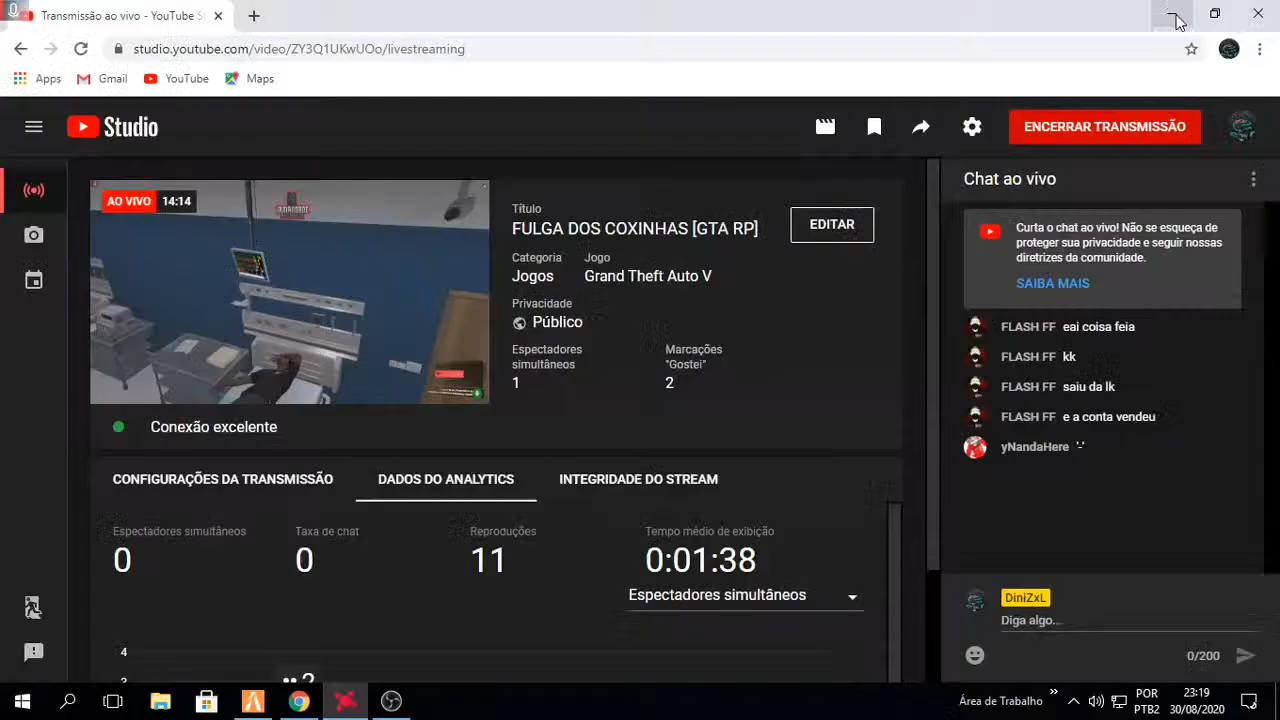 Transmissão ao vivo - YouTube S
studio.youtube.com/video/ZY3Q1UKwUOo/livestreaming
Apps Gmail YouTube Maps
Studio
ENCERRAR TRANSMISSÃO
AO VIVO 14:14
Título
FULGA DOS COXINHAS [GTA RP]
EDITAR
Categoria Jogo
Jogos Grand Theft Auto V
Privacidade
Público
Espectadores simultâneos
1
Marcações "Gostei"
2
Conexão excelente
CONFIGURAÇÕES DA TRANSMISSÃO DADOS DO ANALYTICS INTEGRIDADE DO STREAM
Espectadores simultâneos Taxa de chat Reproduções Tempo médio de exibição
0 0 11 0:01:38
Espectadores simultâneos
4
3
2
Chat ao vivo
Curta o chat ao vivo! Não se esqueça de
proteger sua privacidade e seguir nossas
diretrizes da comunidade.
SAIBA MAIS
FLASH FF eai coisa feia
FLASH FF kk
FLASH FF saiu da lk
FLASH FF e a conta vendeu
yNandaHere '-'
DiniZxL
Diga algo...
0/200
Área de Trabalho
POR
PTB2
23:19
30/08/2020